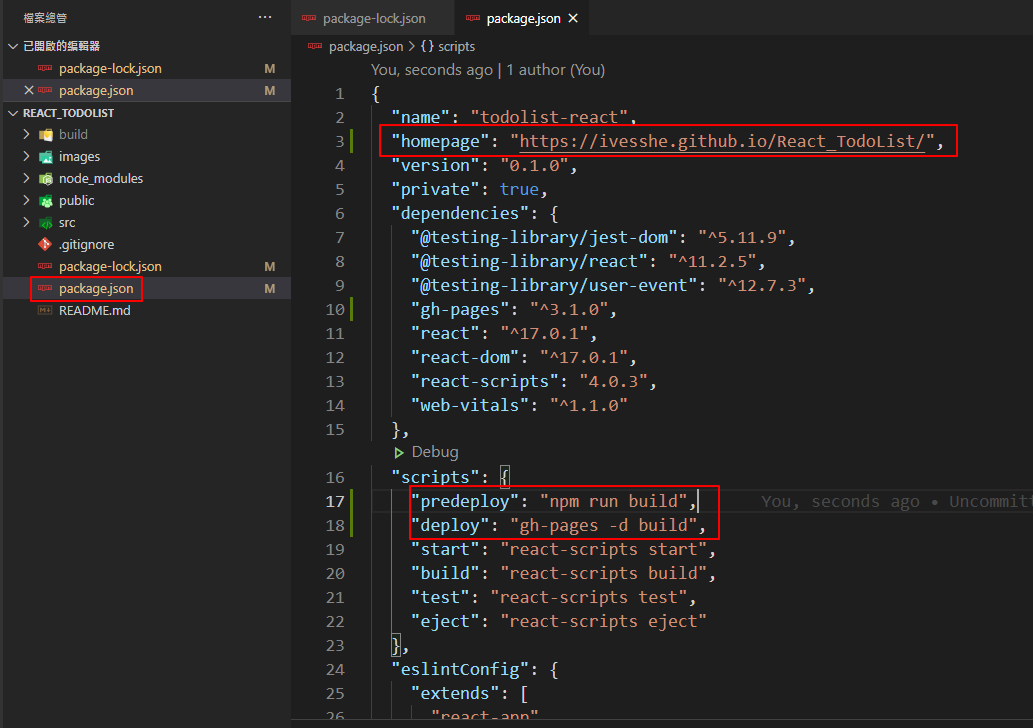 檔案總管 ···
已開啟的編輯器
package-lock.json M
package.json M
REACT_TODOLIST
build
images
node_modules
public
src
.gitignore
package-lock.json M
package.json M
README.md
package-lock.json package.json
package.json > {} scripts
You, seconds ago | 1 author (You)
1 {
2 "name": "todolist-react",
3 "homepage": "https://ivesshe.github.io/React_TodoList/",
4 "version": "0.1.0",
5 "private": true,
6 "dependencies": {
7 "@testing-library/jest-dom": "^5.11.9",
8 "@testing-library/react": "^11.2.5",
9 "@testing-library/user-event": "^12.7.3",
10 "gh-pages": "^3.1.0",
11 "react": "^17.0.1",
12 "react-dom": "^17.0.1",
13 "react-scripts": "4.0.3",
14 "web-vitals": "^1.1.0"
15 },
Debug
16 "scripts": {
17 "predeploy": "npm run build", You, seconds ago • Uncommitt
18 "deploy": "gh-pages -d build",
19 "start": "react-scripts start",
20 "build": "react-scripts build",
21 "test": "react-scripts test",
22 "eject": "react-scripts eject"
23 },
24 "eslintConfig": {
25 "extends": [
26 "react-app"